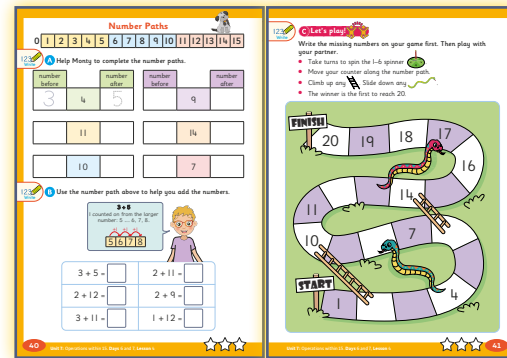 Number Paths
0 1 2 3 4 5 6 7 8 9 10 11 12 13 14 15
123
Write
A Help Monty to complete the number paths.
number before
number after
number before
number after
3 4 5
9
11
14
10
7
123
Write
B Use the number path above to help you add the numbers.
3+5
I counted on from the larger
number: 5 ... 6, 7, 8.
+1 +1 +1
5 6 7 8
3 + 5 =
2 + 11 =
2 + 12 =
2 + 9 =
3 + 11 =
1 + 12 =
40
123
Write
C Let's play!
Write the missing numbers on your game first. Then play with
your partner.
• Take turns to spin the 1–6 spinner
• Move your counter along the number path.
• Climb up any
Slide down any
• The winner is the first to reach 20.
FINISH
20 19 18 17
16
14
11
10
7
START
1
4
41